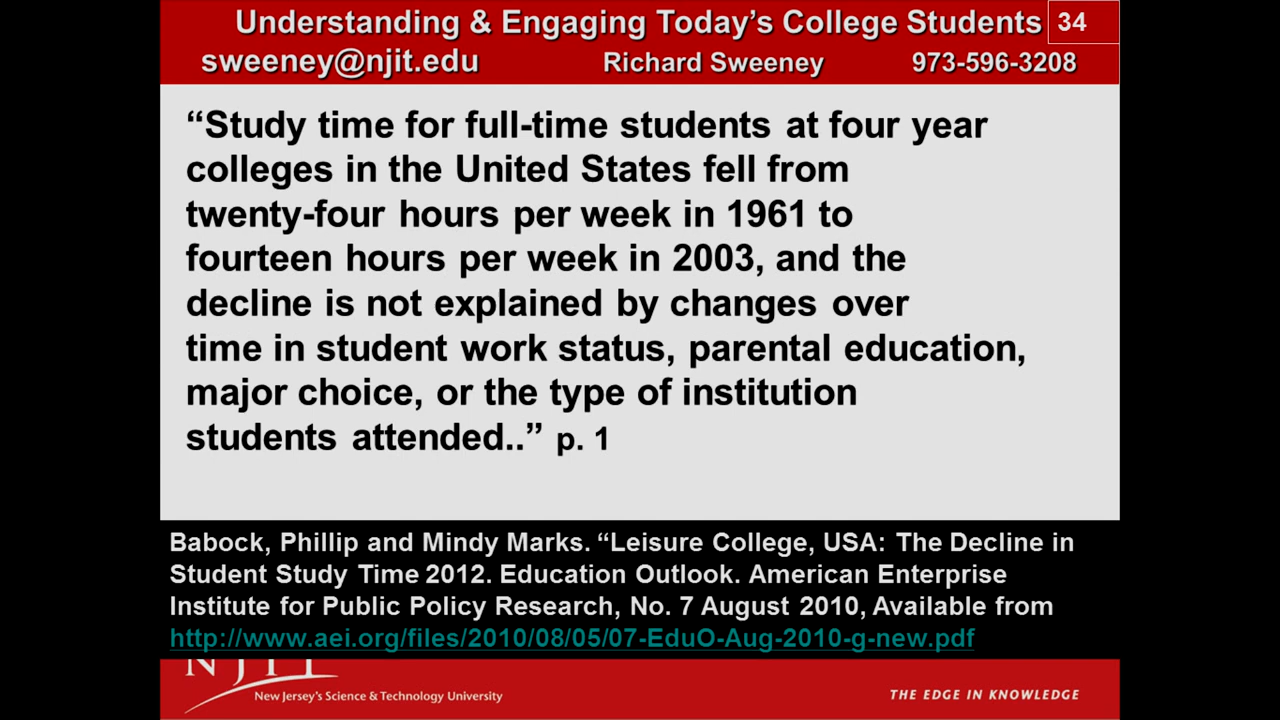 Understanding & Engaging Today’s College Students 34
sweeney@njit.edu Richard Sweeney 973-596-3208
“Study time for full-time students at four year
colleges in the United States fell from
twenty-four hours per week in 1961 to
fourteen hours per week in 2003, and the
decline is not explained by changes over
time in student work status, parental education,
major choice, or the type of institution
students attended..” p. 1
Babock, Phillip and Mindy Marks. “Leisure College, USA: The Decline in
Student Study Time 2012. Education Outlook. American Enterprise
Institute for Public Policy Research, No. 7 August 2010, Available from
http://www.aei.org/files/2010/08/05/07-EduO-Aug-2010-g-new.pdf
NJIT
New Jersey's Science & Technology University
THE EDGE IN KNOWLEDGE